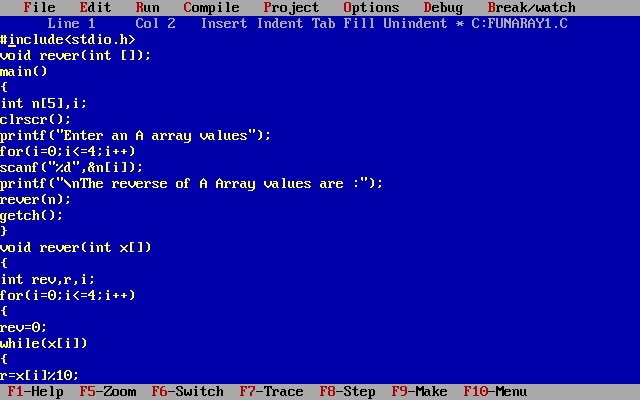 File Edit Run Compile Project Options Debug Break/watch
Line 1 Col 2 Insert Indent Tab Fill Unindent * C:FUNARAY1.C
#include<stdio.h>
void rever(int []);
main()
{
int n[5],i;
clrscr();
printf("Enter an A array values");
for(i=0;i<=4;i++)
scanf("%d",&n[i]);
printf("\nThe reverse of A Array values are :");
rever(n);
getch();
}
void rever(int x[])
{
int rev,r,i;
for(i=0;i<=4;i++)
{
rev=0;
while(x[i])
{
r=x[i]%10;
F1-Help F5-Zoom F6-Switch F7-Trace F8-Step F9-Make F10-Menu